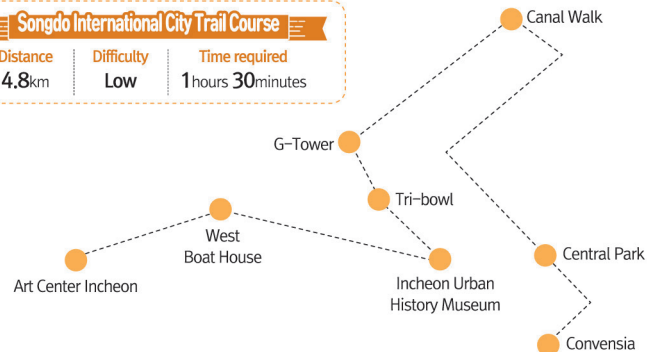 Songdo International City Trail Course
Distance
Difficulty
Time required
4.8km
Low
1hours 30minutes
Canal Walk
G-Tower
Tri-bowl
West
Boat House
Central Park
Art Center Incheon
Incheon Urban
History Museum
Convensia